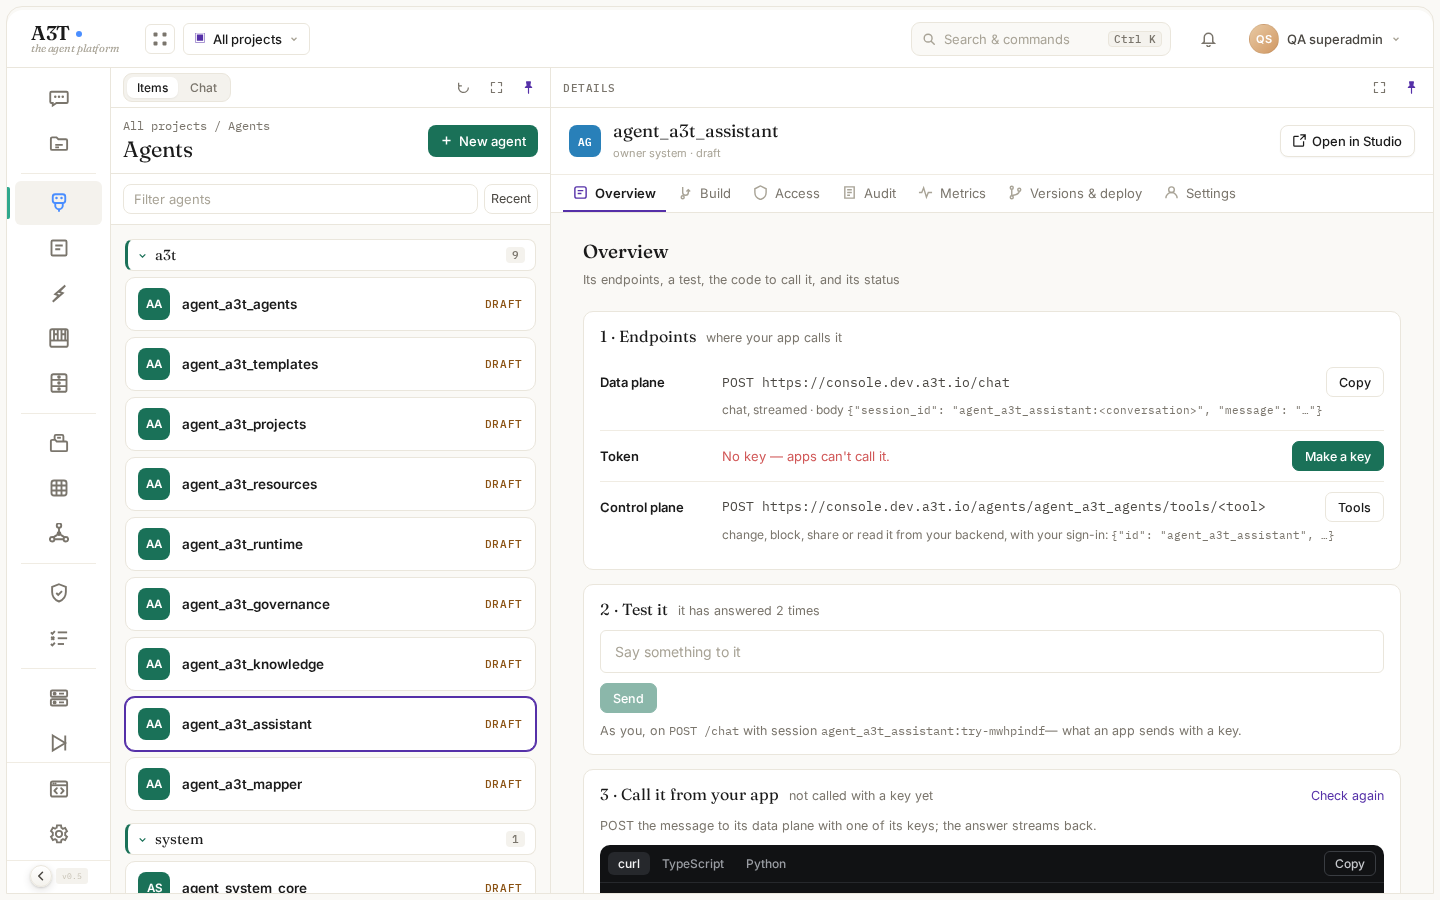 A3T
the agent platform
All projects
Search & commands
Ctrl K
QS
QA superadmin
Items
Chat
DETAILS
All projects / Agents
Agents
+ New agent
Filter agents
Recent
a3t
9
AA
agent_a3t_agents
DRAFT
AA
agent_a3t_templates
DRAFT
AA
agent_a3t_projects
DRAFT
AA
agent_a3t_resources
DRAFT
AA
agent_a3t_runtime
DRAFT
AA
agent_a3t_governance
DRAFT
AA
agent_a3t_knowledge
DRAFT
AA
agent_a3t_assistant
DRAFT
AA
agent_a3t_mapper
DRAFT
system
1
AS
agent_system_core
DRAFT
v0.5
AG
agent_a3t_assistant
owner system · draft
Open in Studio
Overview
Build
Access
Audit
Metrics
Versions & deploy
Settings
Overview
Its endpoints, a test, the code to call it, and its status
1 · Endpoints where your app calls it
Data plane
POST https://console.dev.a3t.io/chat
Copy
chat, streamed · body {"session_id": "agent_a3t_assistant:<conversation>", "message": "…"}
Token
No key — apps can't call it.
Make a key
Control plane
POST https://console.dev.a3t.io/agents/agent_a3t_agents/tools/<tool>
Tools
change, block, share or read it from your backend, with your sign-in: {"id": "agent_a3t_assistant", …}
2 · Test it it has answered 2 times
Say something to it
Send
As you, on POST /chat with session agent_a3t_assistant:try-mwhpindf— what an app sends with a key.
3 · Call it from your app not called with a key yet
Check again
POST the message to its data plane with one of its keys; the answer streams back.
curl
TypeScript
Python
Copy